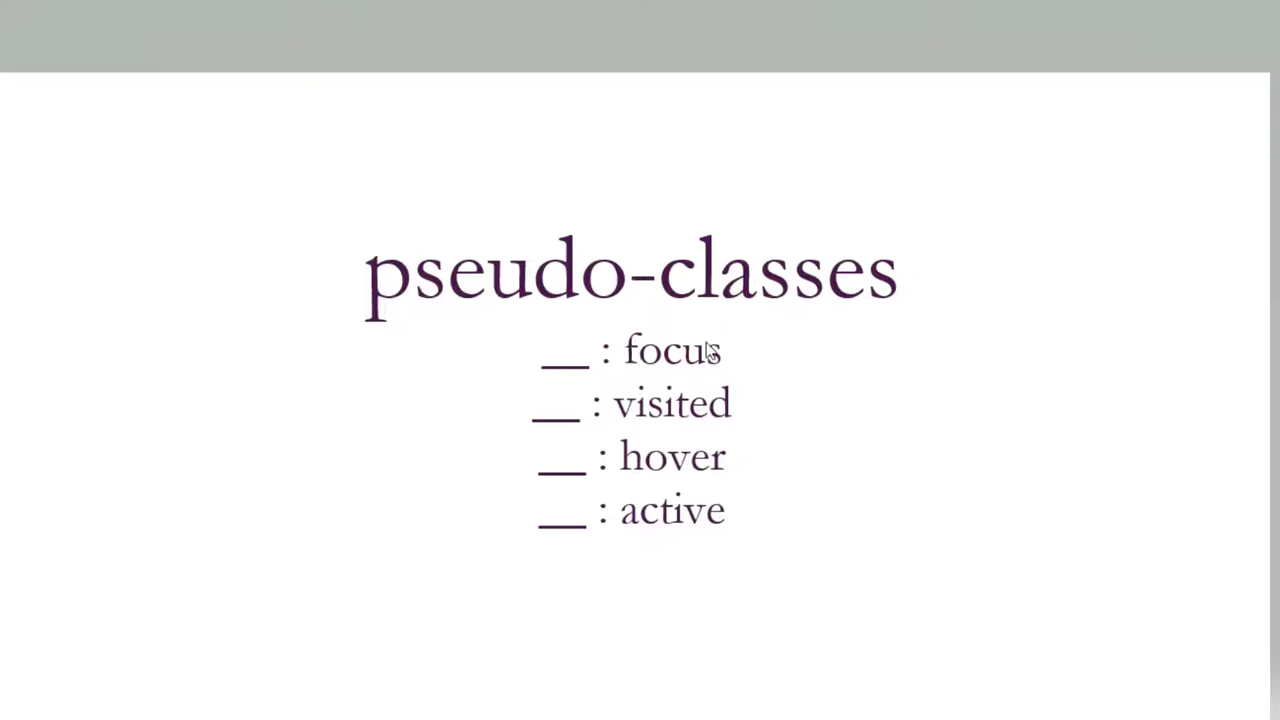 pseudo-classes
__ : focus
__ : visited
__ : hover
__ : active